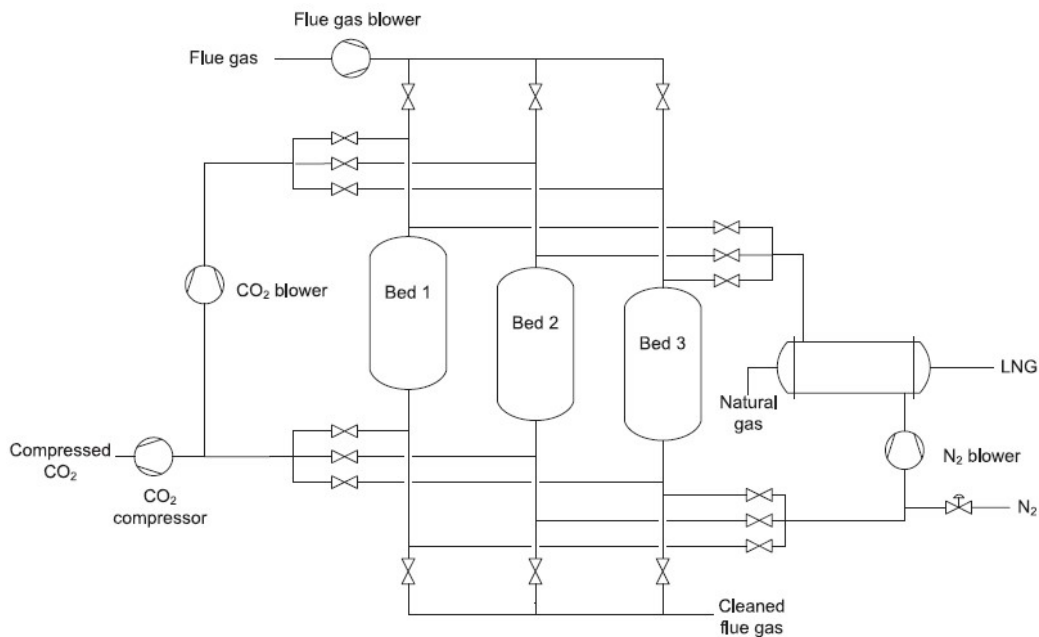 Flue gas blower
Flue gas
CO₂ blower
Bed 1
Bed 2
Bed 3
LNG
Natural
gas
Compressed
CO₂
CO₂
compressor
N₂ blower
N₂
Cleaned
flue gas